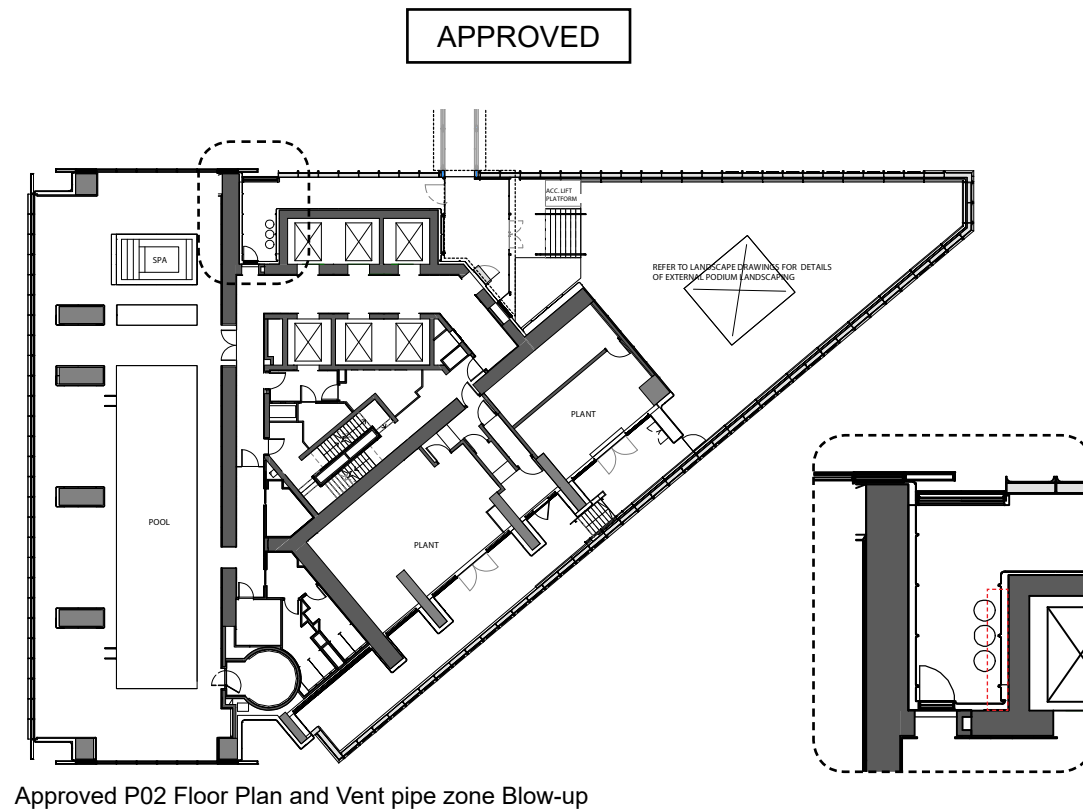 APPROVED
ACC. LIFT
PLATFORM
SPA
REFER TO LANDSCAPE DRAWINGS FOR DETAILS
OF EXTERNAL PODIUM LANDSCAPING
PLANT
POOL
PLANT
Approved P02 Floor Plan and Vent pipe zone Blow-up